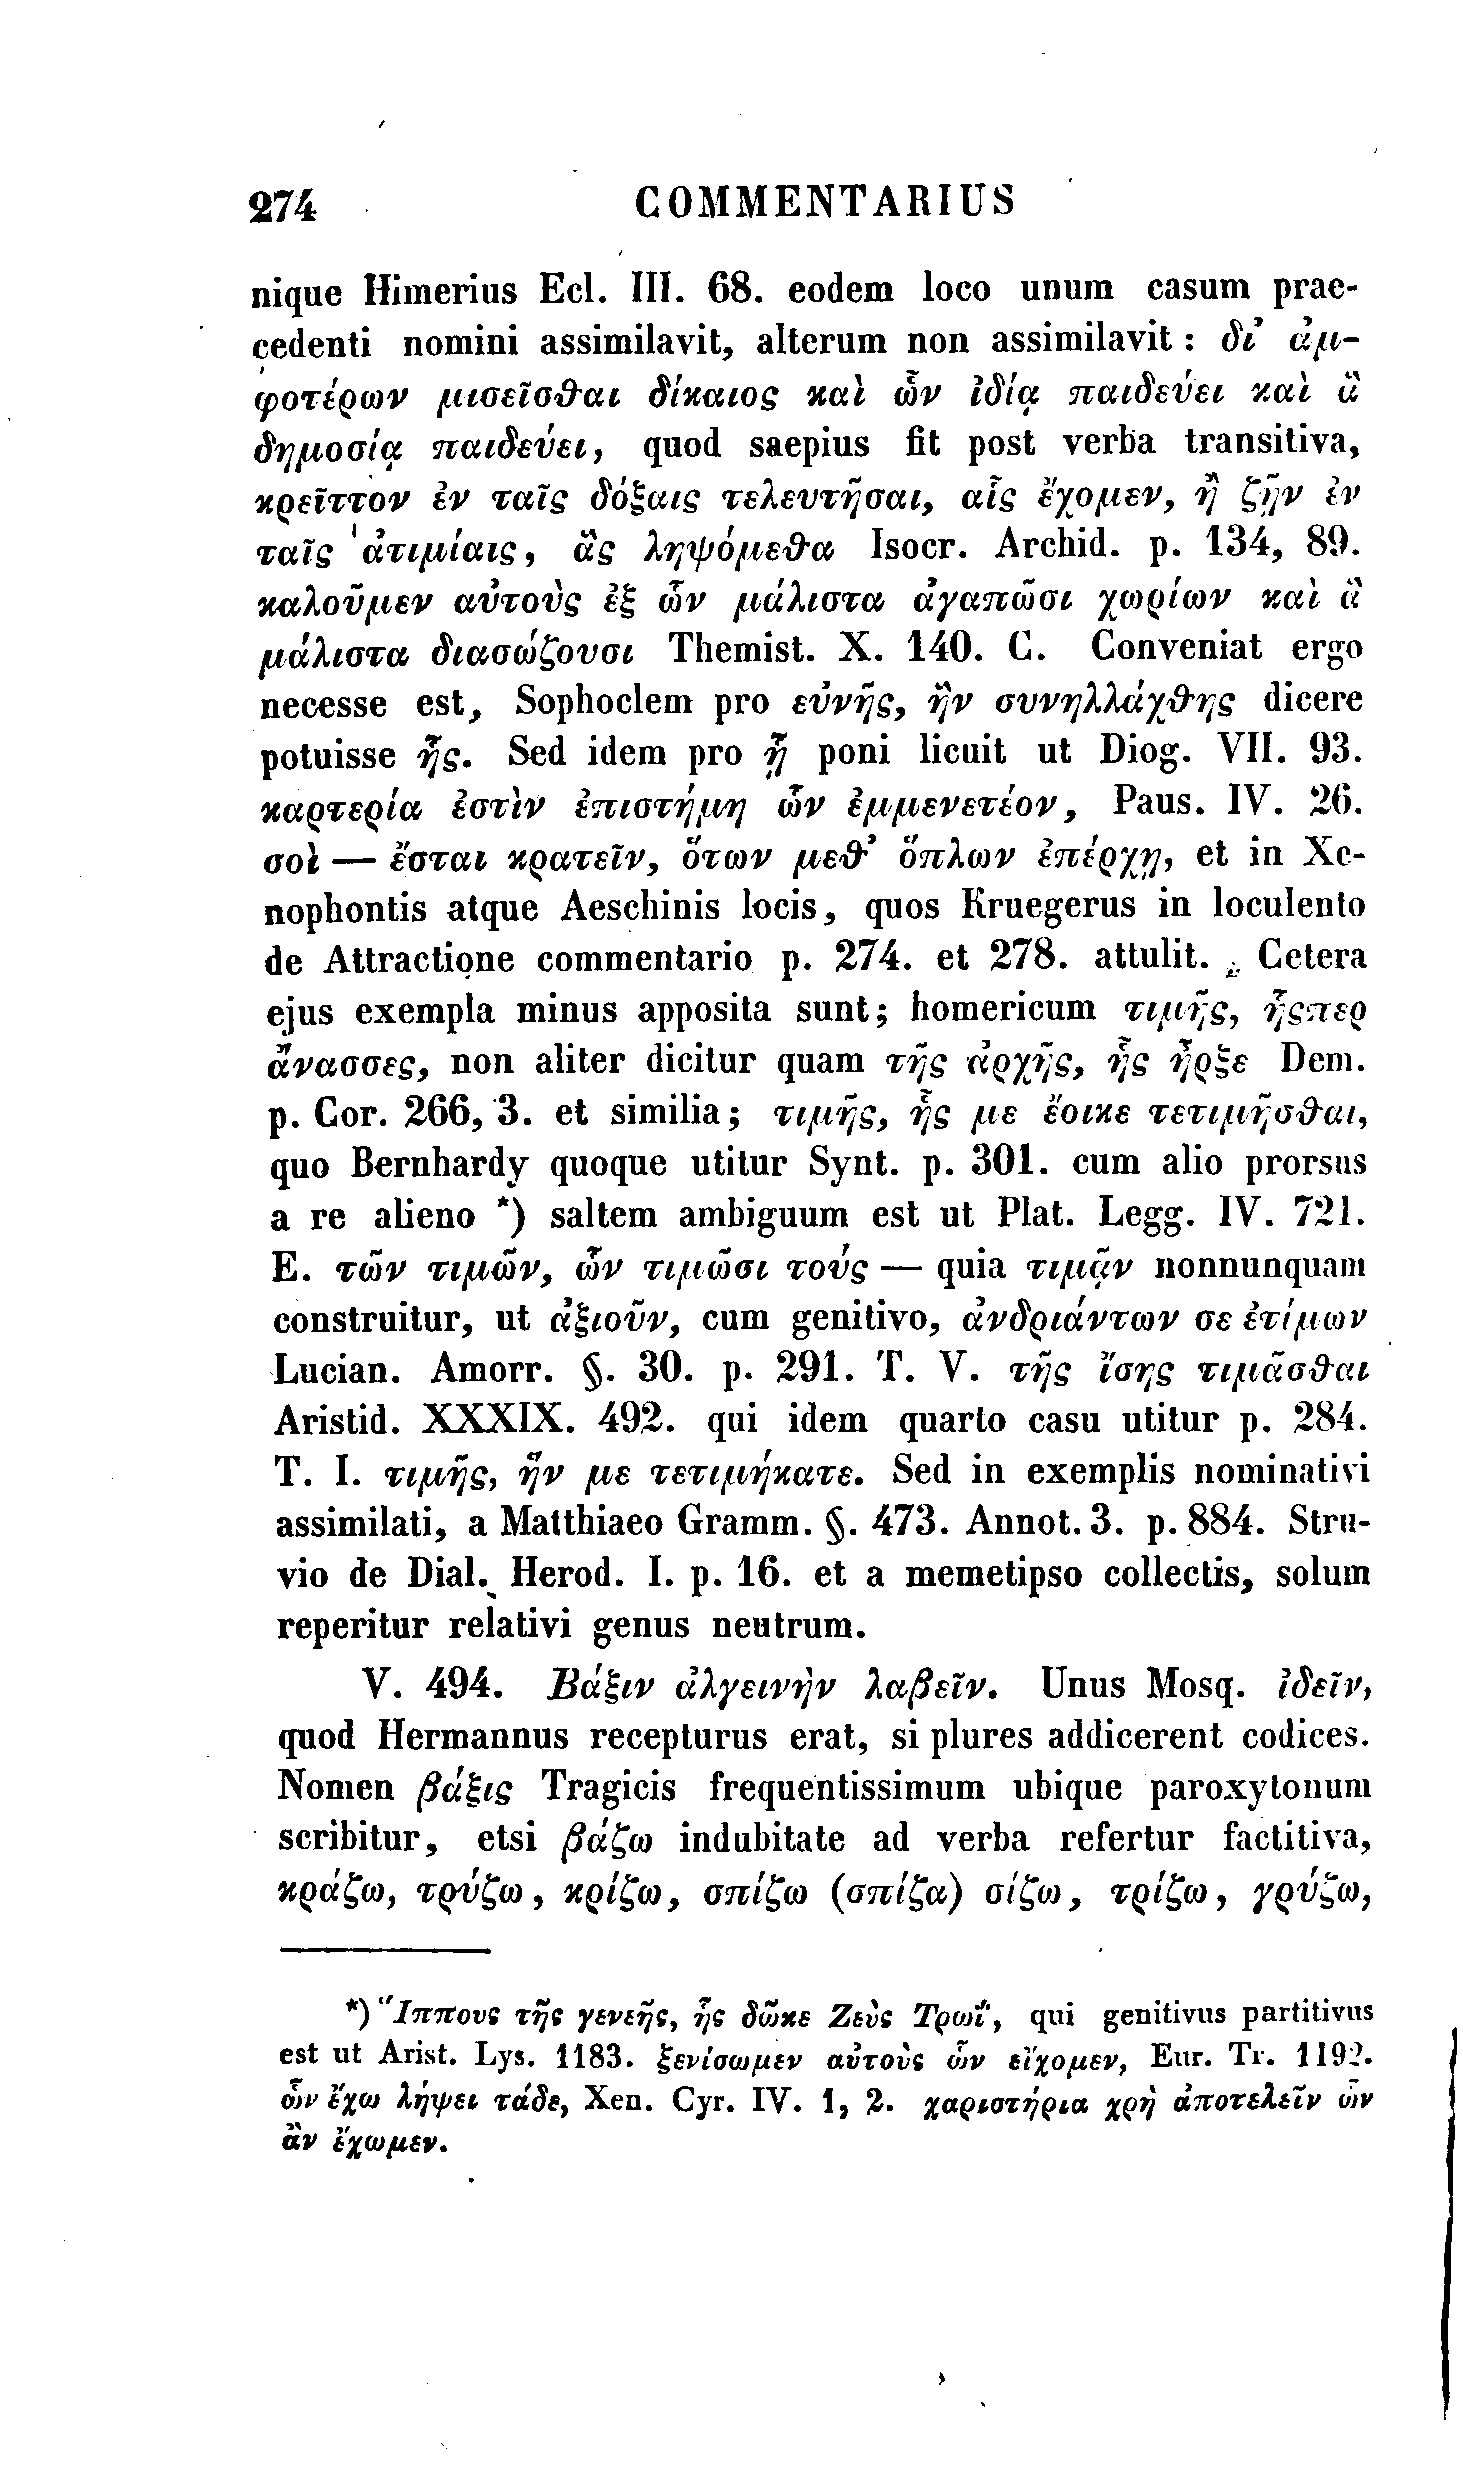 274 COMMENTARIUS
nique Himerius Ecl. III. 68. eodem loco unum casum prae-
cedenti nomini assimilavit, alterum non assimilavit: δι’ ἀμ-
φοτέρων μισεῖσθαι δίκαιος καὶ ὧν ἰδίᾳ παιδεύει καὶ ἃ
δημοσίᾳ παιδεύει, quod saepius fit post verba transitiva,
κρεῖττον ἐν ταῖς δόξαις τελευτῆσαι, αἷς ἔχομεν, ἢ ζῆν ἐν
ταῖς ἀτιμίαις, ἃς ληψόμεθα Isocr. Archid. p. 134, 89.
καλοῦμεν αὐτοὺς ἐξ ὧν μάλιστα ἀγαπῶσι χωρίων καὶ ἃ
μάλιστα διασώζουσι Themist. X. 140. C. Conveniat ergo
necesse est, Sophoclem pro εὐνῆς, ἣν συνηλλάχθης dicere
potuisse ἧς. Sed idem pro ᾗ poni licuit ut Diog. VII. 93.
καρτερία ἐστὶν ἐπιστήμη ὧν ἐμμενετέον, Paus. IV. 26.
σοὶ — ἔσται κρατεῖν, ὅτων μεθ’ ὅπλων ἐπέρχῃ, et in Xe-
nophontis atque Aeschinis locis, quos Kruegerus in loculento
de Attractione commentario p. 274. et 278. attulit. Cetera
ejus exempla minus apposita sunt; homericum τιμῆς, ἧςπερ
ἄνασσες, non aliter dicitur quam τῆς ἀρχῆς, ἧς ἦρξε Dem.
p. Cor. 266, 3. et similia; τιμῆς, ἧς με ἔοικε τετιμῆσθαι,
quo Bernhardy quoque utitur Synt. p. 301. cum alio prorsus
a re alieno *) saltem ambiguum est ut Plat. Legg. IV. 721.
E. τῶν τιμῶν, ὧν τιμῶσι τούς — quia τιμᾷν nonnunquam
construitur, ut ἀξιοῦν, cum genitivo, ἀνδριάντων σε ἐτίμων
Lucian. Amorr. §. 30. p. 291. T. V. τῆς ἴσης τιμᾶσθαι
Aristid. XXXIX. 492. qui idem quarto casu utitur p. 284.
T. I. τιμῆς, ἣν με τετιμήκατε. Sed in exemplis nominativi
assimilati, a Matthiaeo Gramm. §. 473. Annot. 3. p. 884. Stru-
vio de Dial. Herod. I. p. 16. et a memetipso collectis, solum
reperitur relativi genus neutrum.
V. 494. Βάξιν ἀλγεινὴν λαβεῖν. Unus Mosq. ἰδεῖν,
quod Hermannus recepturus erat, si plures addicerent codices.
Nomen βάξις Tragicis frequentissimum ubique paroxytonum
scribitur, etsi βάζω indubitate ad verba refertur factitiva,
κράζω, τρύζω, κρίζω, σπίζω (σπίζα) σίζω, τρίζω, γρύζω,
*) Ἵππους τῆς γενεῆς, ἧς δῶκε Ζεὺς Τρωΐ, qui genitivus partitivus
est ut Arist. Lys. 1183. ξενίσωμεν αὐτοὺς ὧν εἴχομεν, Eur. Tr. 1192.
ὧν ἔχω λήψει τάδε, Xen. Cyr. IV. 1, 2. χαριστήρια χρὴ ἀποτελεῖν ὧν
ἂν ἔχωμεν.